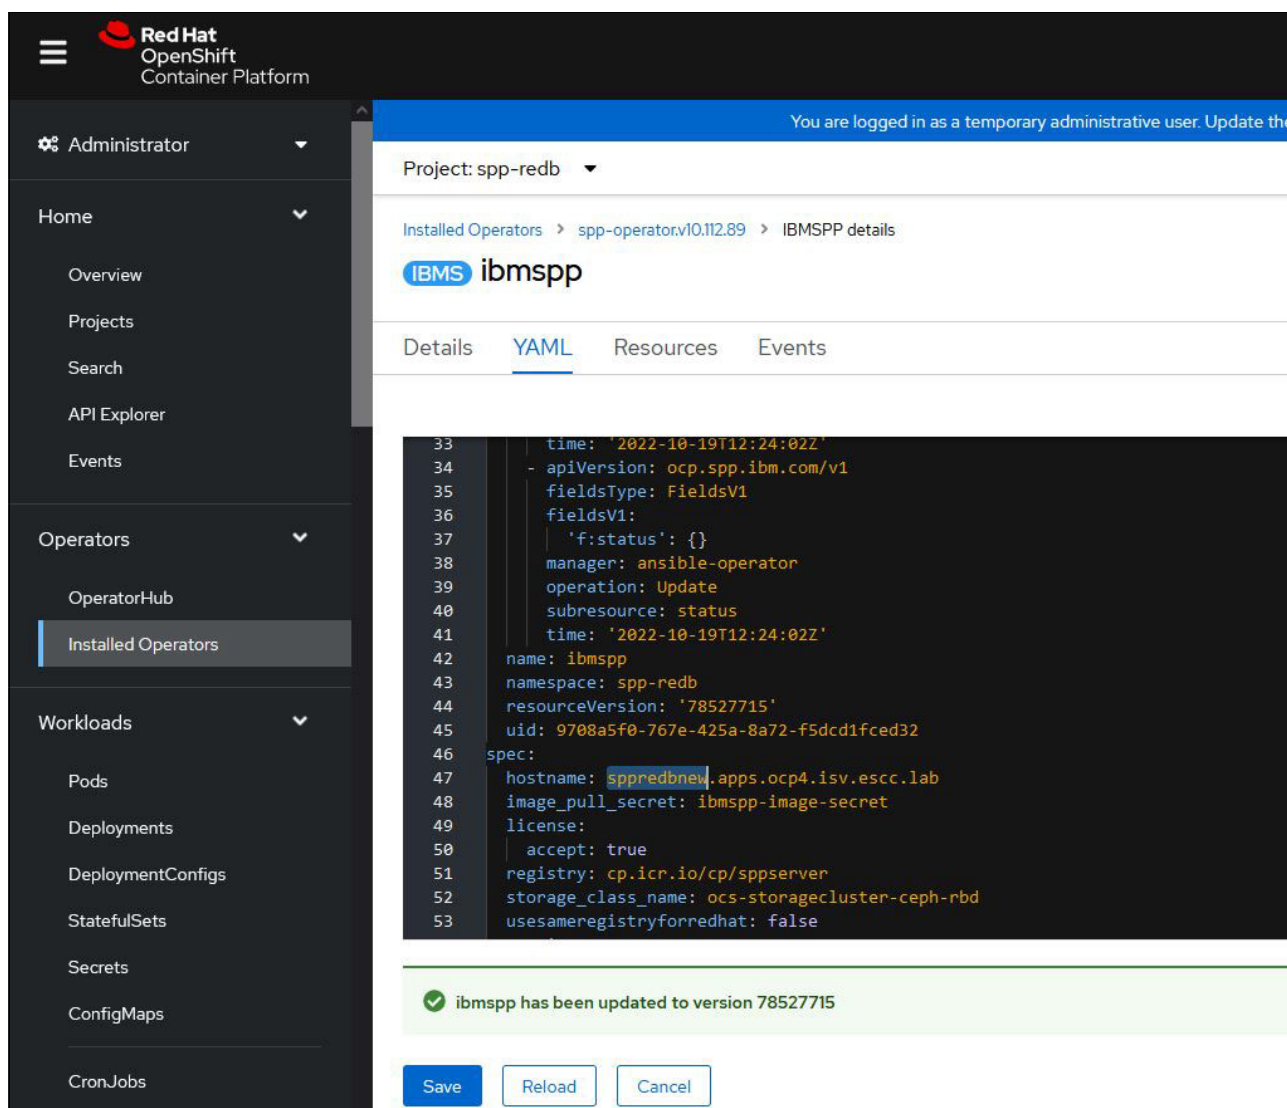 Red Hat
OpenShift
Container Platform
You are logged in as a temporary administrative user. Update the
Administrator
Home
Overview
Projects
Search
API Explorer
Events
Operators
OperatorHub
Installed Operators
Workloads
Pods
Deployments
DeploymentConfigs
StatefulSets
Secrets
ConfigMaps
CronJobs
Project: spp-redb
Installed Operators > spp-operator.v10.112.89 > IBMSPP details
IBMS ibmspp
Details YAML Resources Events
33 time: '2022-10-19T12:24:02Z'
34 - apiVersion: ocp.spp.ibm.com/v1
35 fieldsType: FieldsV1
36 fieldsV1:
37 'f:status': {}
38 manager: ansible-operator
39 operation: Update
40 subresource: status
41 time: '2022-10-19T12:24:02Z'
42 name: ibmspp
43 namespace: spp-redb
44 resourceVersion: '78527715'
45 uid: 9708a5f0-767e-425a-8a72-f5dcd1fced32
46 spec:
47 hostname: sppredbnew.apps.ocp4.isv.escc.lab
48 image_pull_secret: ibmspp-image-secret
49 license:
50 accept: true
51 registry: cp.icr.io/cp/sppserver
52 storage_class_name: ocs-storagecluster-ceph-rbd
53 usesameregistryforredhat: false
ibmspp has been updated to version 78527715
Save Reload Cancel